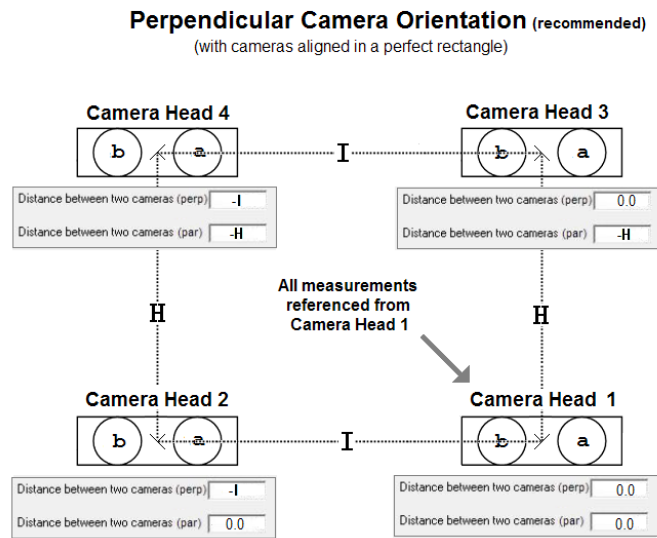 Perpendicular Camera Orientation (recommended)
(with cameras aligned in a perfect rectangle)
Camera Head 4
Camera Head 3
b a
I
b a
Distance between two cameras (perp) -I
Distance between two cameras (par) -H
Distance between two cameras (perp) 0.0
Distance between two cameras (par) -H
All measurements
referenced from
Camera Head 1
H
H
Camera Head 2
Camera Head 1
b a
I
b a
Distance between two cameras (perp) -I
Distance between two cameras (par) 0.0
Distance between two cameras (perp) 0.0
Distance between two cameras (par) 0.0